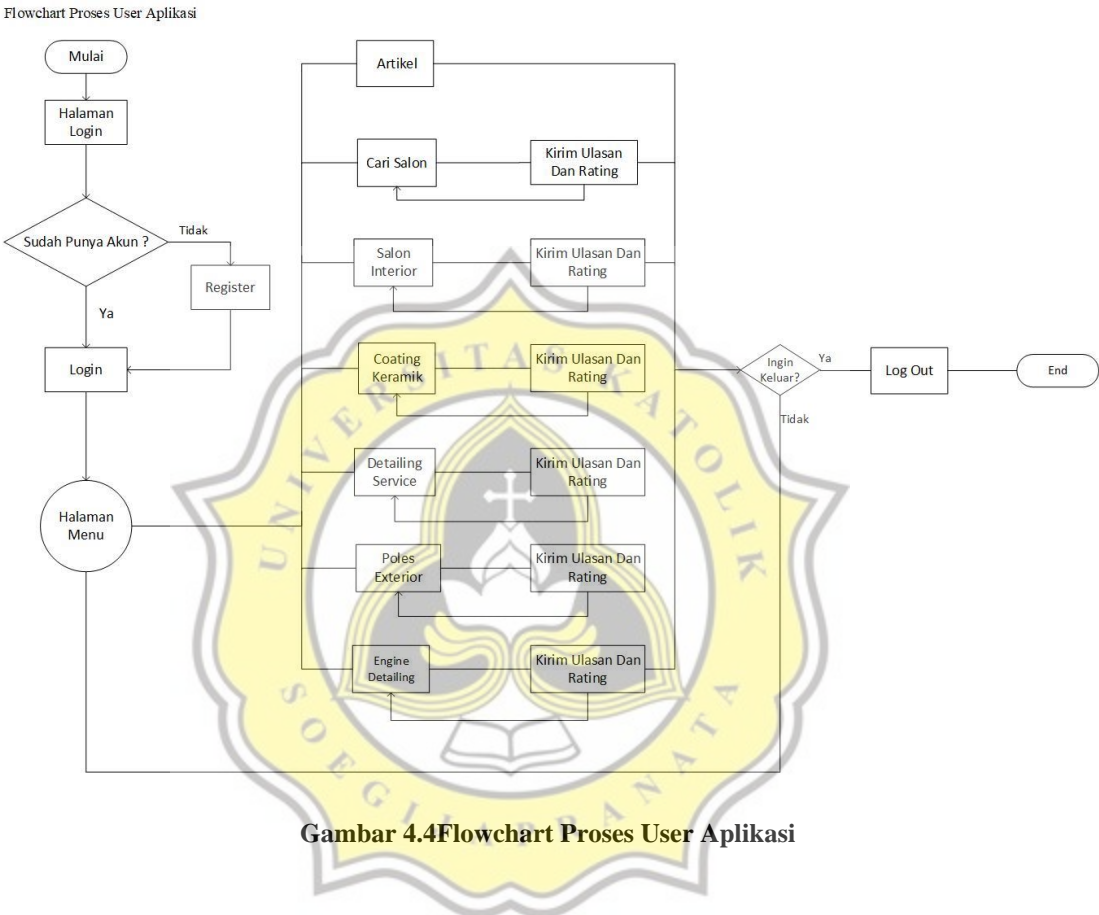 Flowchart Proses User Aplikasi
Mulai
Halaman
Login
Sudah Punya Akun ?
Tidak
Register
Ya
Login
Halaman
Menu
Artikel
Cari Salon
Kirim Ulasan
Dan Rating
Salon
Interior
Kirim Ulasan Dan
Rating
Coating
Keramik
Kirim Ulasan Dan
Rating
Detailing
Service
Kirim Ulasan Dan
Rating
Poles
Exterior
Kirim Ulasan Dan
Rating
Engine
Detailing
Kirim Ulasan Dan
Rating
Ingin
Keluar?
Ya
Tidak
Log Out
End
UNIVERSITAS KATOLIK
SOEGIJAPRANATA
Gambar 4.4Flowchart Proses User Aplikasi